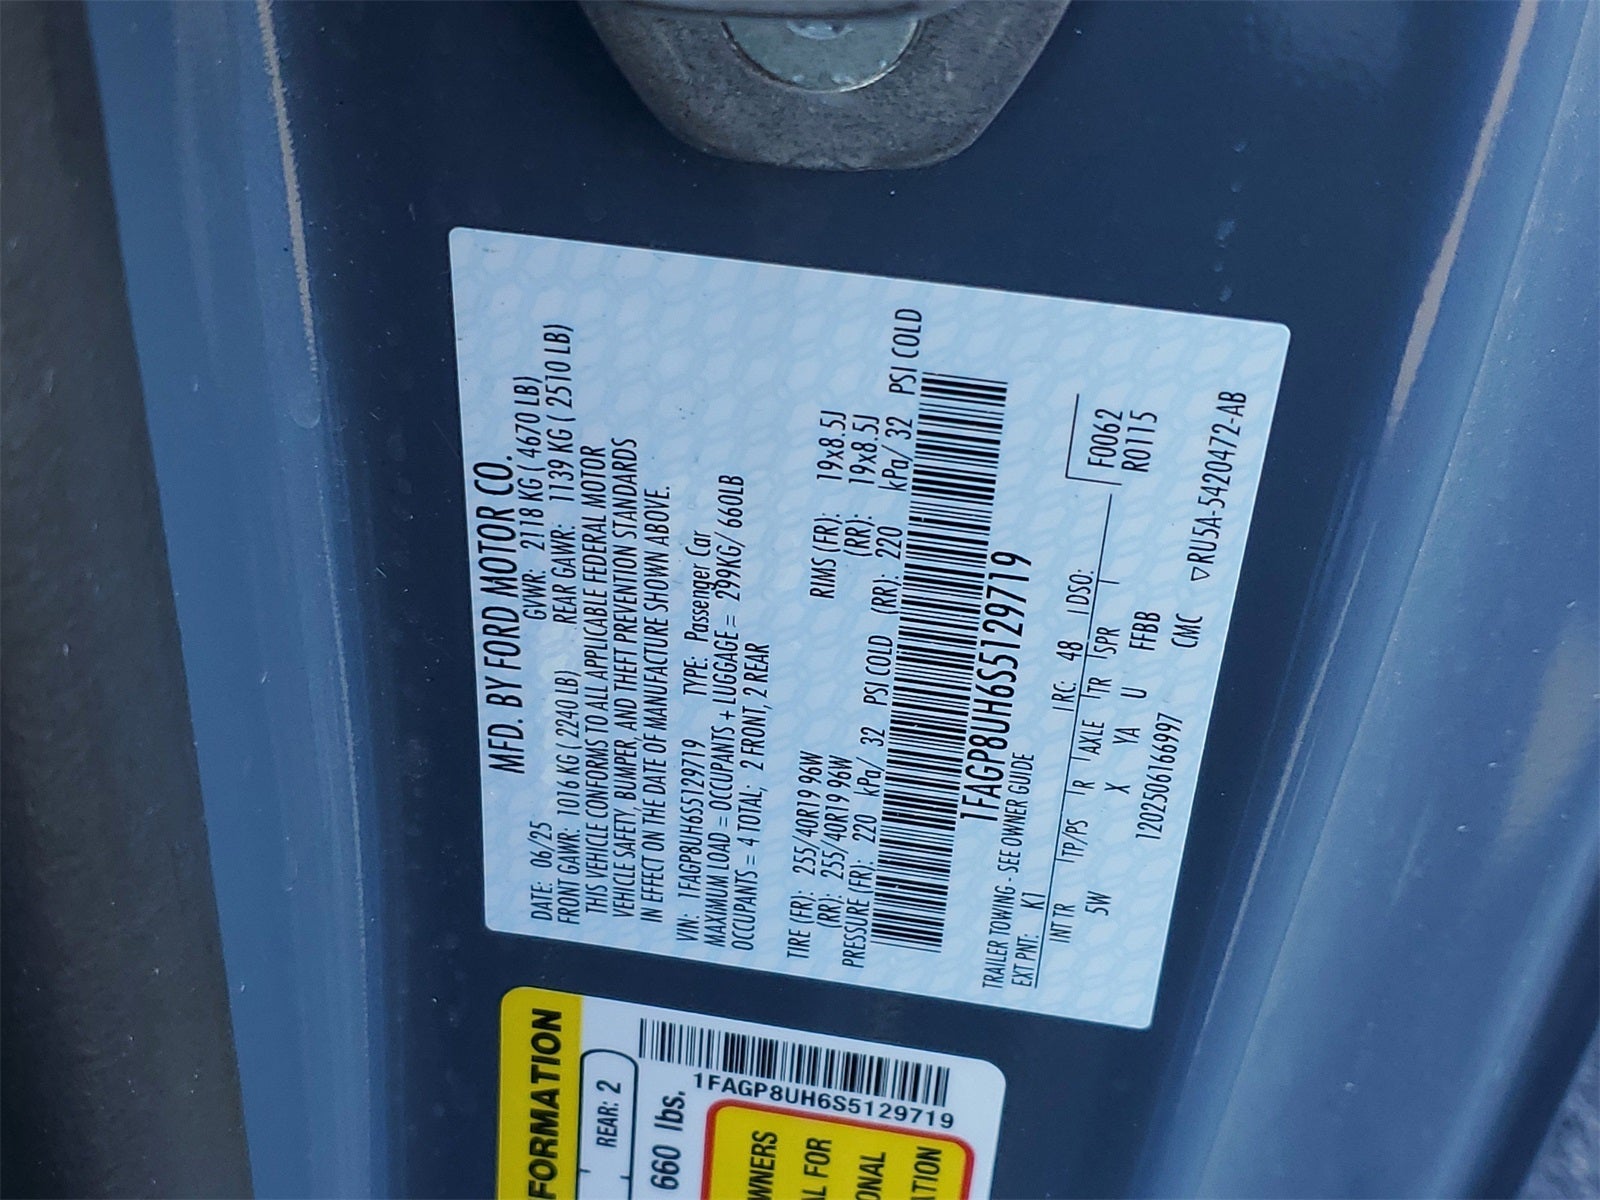 MFD. BY FORD MOTOR CO.
DATE: 06/25 GVWR: 2118 KG ( 4670 LB)
FRONT GAWR: 1016 KG ( 2240 LB) REAR GAWR: 1139 KG ( 2510 LB)
THIS VEHICLE CONFORMS TO ALL APPLICABLE FEDERAL MOTOR
VEHICLE SAFETY, BUMPER, AND THEFT PREVENTION STANDARDS
IN EFFECT ON THE DATE OF MANUFACTURE SHOWN ABOVE.
VIN: 1FAGP8UH6S5129719 TYPE: Passenger Car
MAXIMUM LOAD = OCCUPANTS + LUGGAGE = 299KG/ 660LB
OCCUPANTS = 4 TOTAL; 2 FRONT, 2 REAR
TIRE (FR): 255/40R19 96W RIMS (FR): 19x8.5J
(RR): 255/40R19 96W (RR): 19x8.5J
PRESSURE (FR): 220 kPa/ 32 PSI COLD (RR): 220 kPa/ 32 PSI COLD
1FAGP8UH6S5129719
TRAILER TOWING - SEE OWNER GUIDE
EXT PNT: K1 RC: 48 DSO: F0062
R0115
INT TR TP/PS R AXLE TR SPR
5W X YA U FFBB
1202506166997 CMC ▽RU5A-5420472-AB
FORMATION
REAR: 2
660 lbs.
1FAGP8UH6S5129719
WNERS
AL FOR
ONAL
ATION